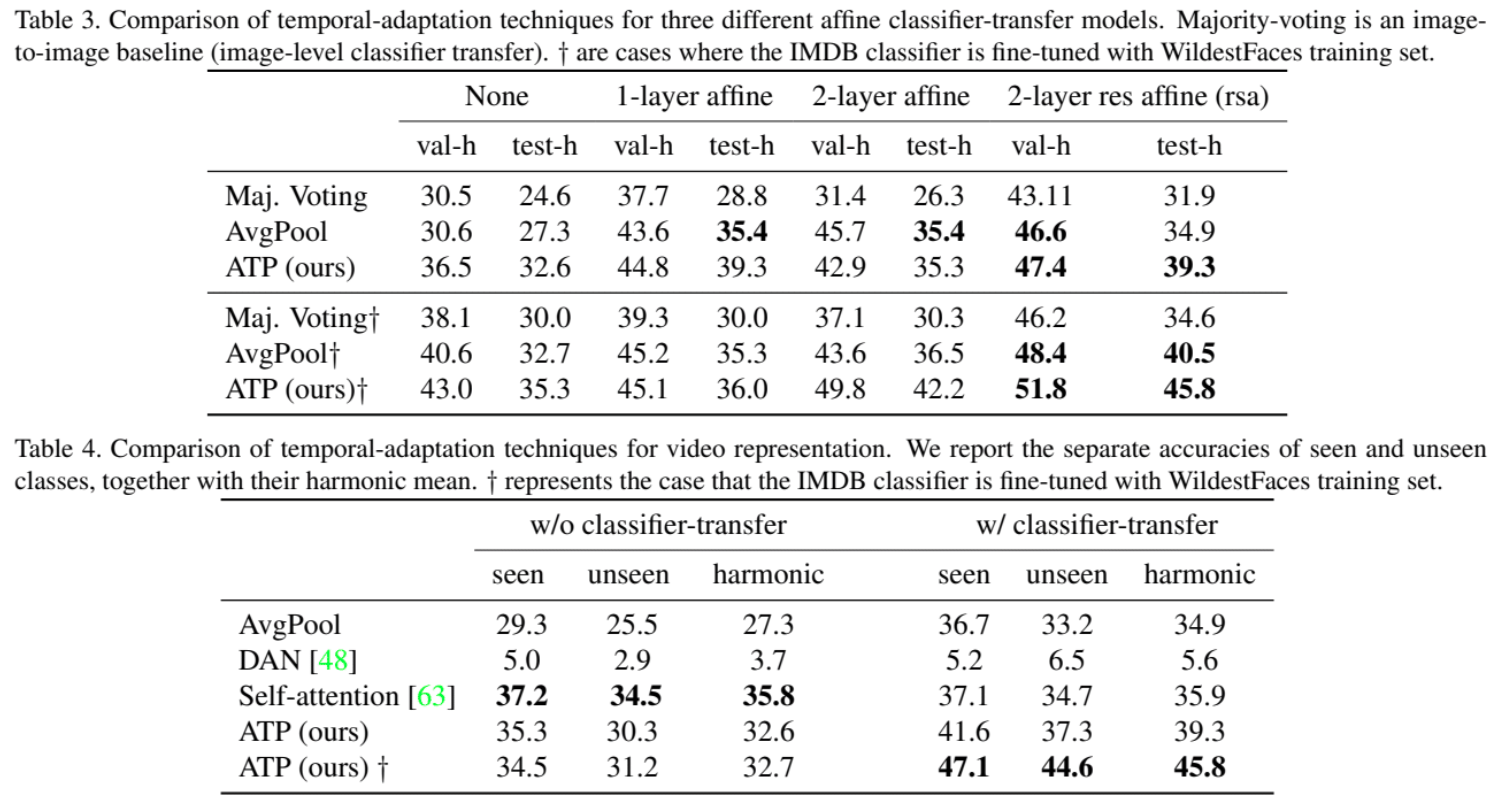 Table 3. Comparison of temporal-adaptation techniques for three different affine classifier-transfer models. Majority-voting is an image-
to-image baseline (image-level classifier transfer). † are cases where the IMDB classifier is fine-tuned with WildestFaces training set.
None 1-layer affine 2-layer affine 2-layer res affine (rsa)
val-h test-h val-h test-h val-h test-h val-h test-h
Maj. Voting 30.5 24.6 37.7 28.8 31.4 26.3 43.11 31.9
AvgPool 30.6 27.3 43.6 35.4 45.7 35.4 46.6 34.9
ATP (ours) 36.5 32.6 44.8 39.3 42.9 35.3 47.4 39.3
Maj. Voting† 38.1 30.0 39.3 30.0 37.1 30.3 46.2 34.6
AvgPool† 40.6 32.7 45.2 35.3 43.6 36.5 48.4 40.5
ATP (ours)† 43.0 35.3 45.1 36.0 49.8 42.2 51.8 45.8
Table 4. Comparison of temporal-adaptation techniques for video representation. We report the separate accuracies of seen and unseen
classes, together with their harmonic mean. † represents the case that the IMDB classifier is fine-tuned with WildestFaces training set.
w/o classifier-transfer w/ classifier-transfer
seen unseen harmonic seen unseen harmonic
AvgPool 29.3 25.5 27.3 36.7 33.2 34.9
DAN [48] 5.0 2.9 3.7 5.2 6.5 5.6
Self-attention [63] 37.2 34.5 35.8 37.1 34.7 35.9
ATP (ours) 35.3 30.3 32.6 41.6 37.3 39.3
ATP (ours) † 34.5 31.2 32.7 47.1 44.6 45.8